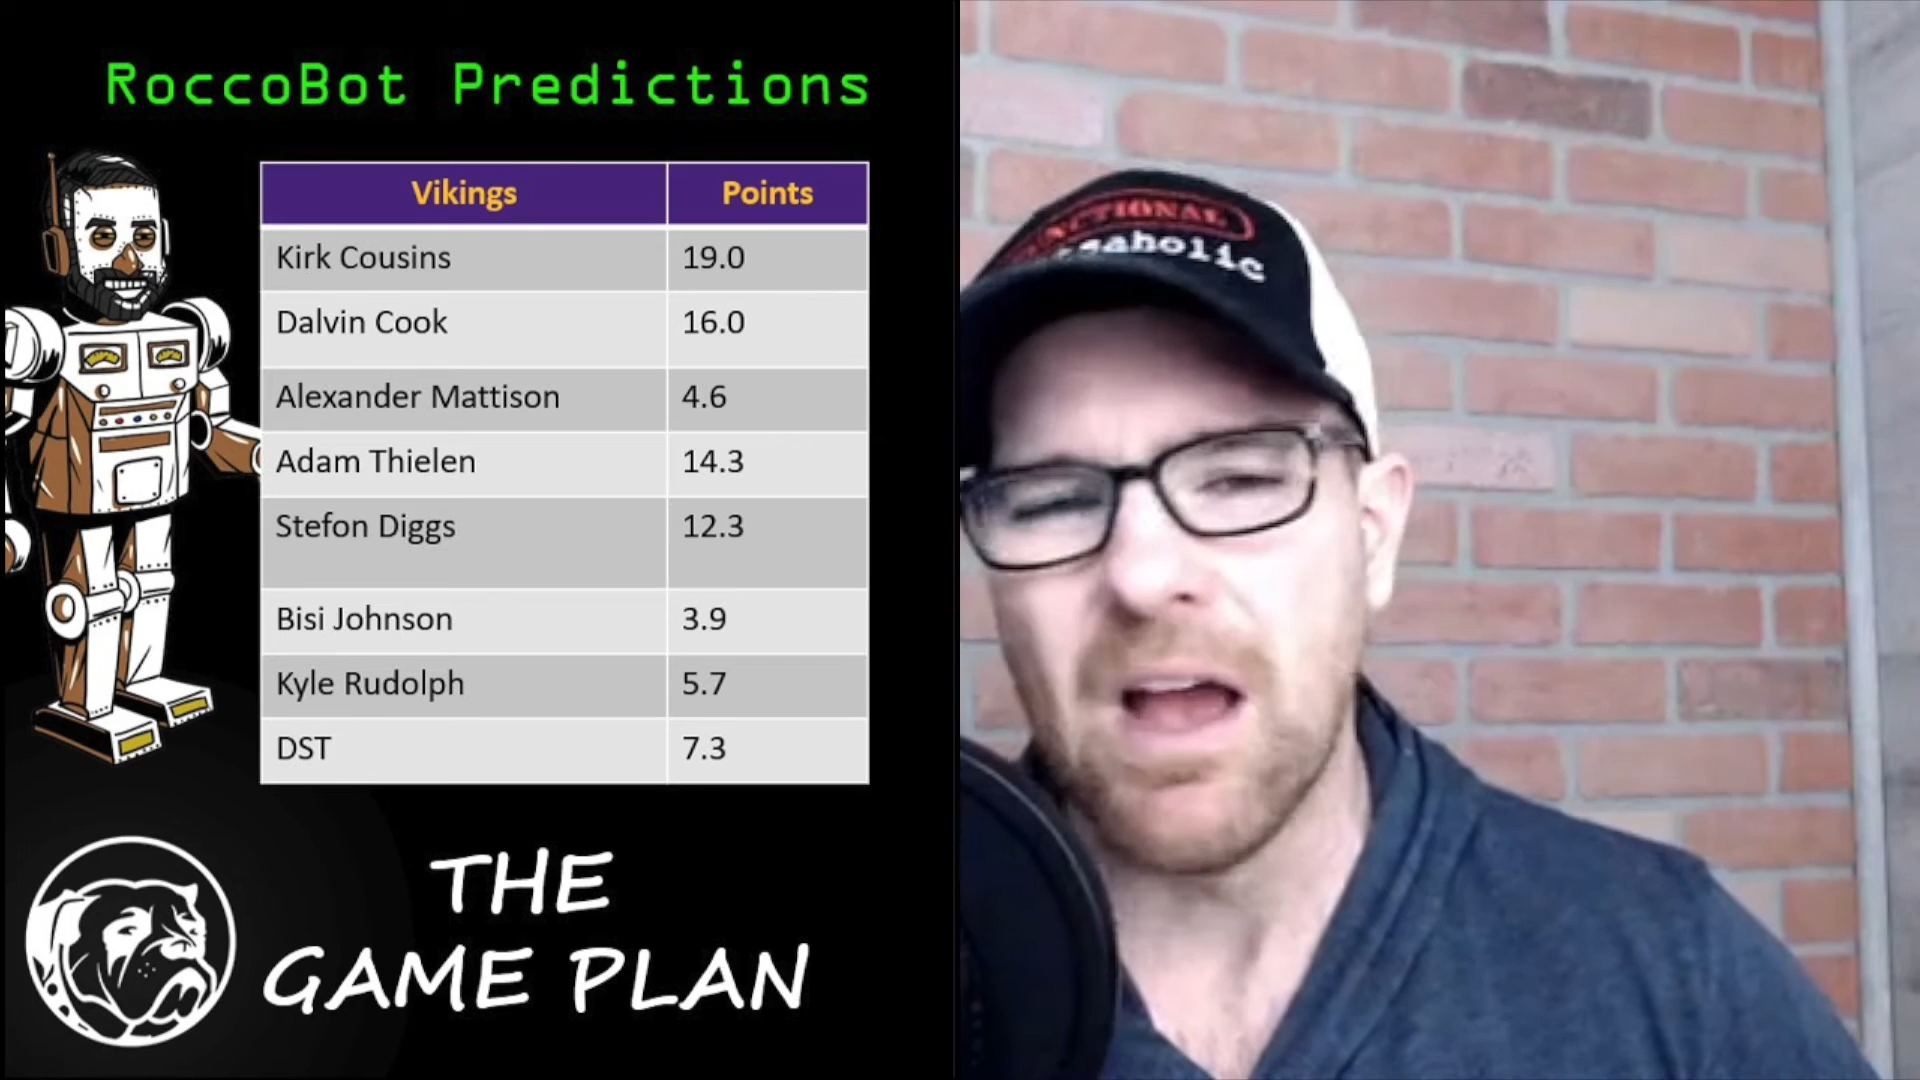 RoccoBot Predictions
Vikings Points
Kirk Cousins 19.0
Dalvin Cook 16.0
Alexander Mattison 4.6
Adam Thielen 14.3
Stefon Diggs 12.3
Bisi Johnson 3.9
Kyle Rudolph 5.7
DST 7.3
THE
GAME PLAN